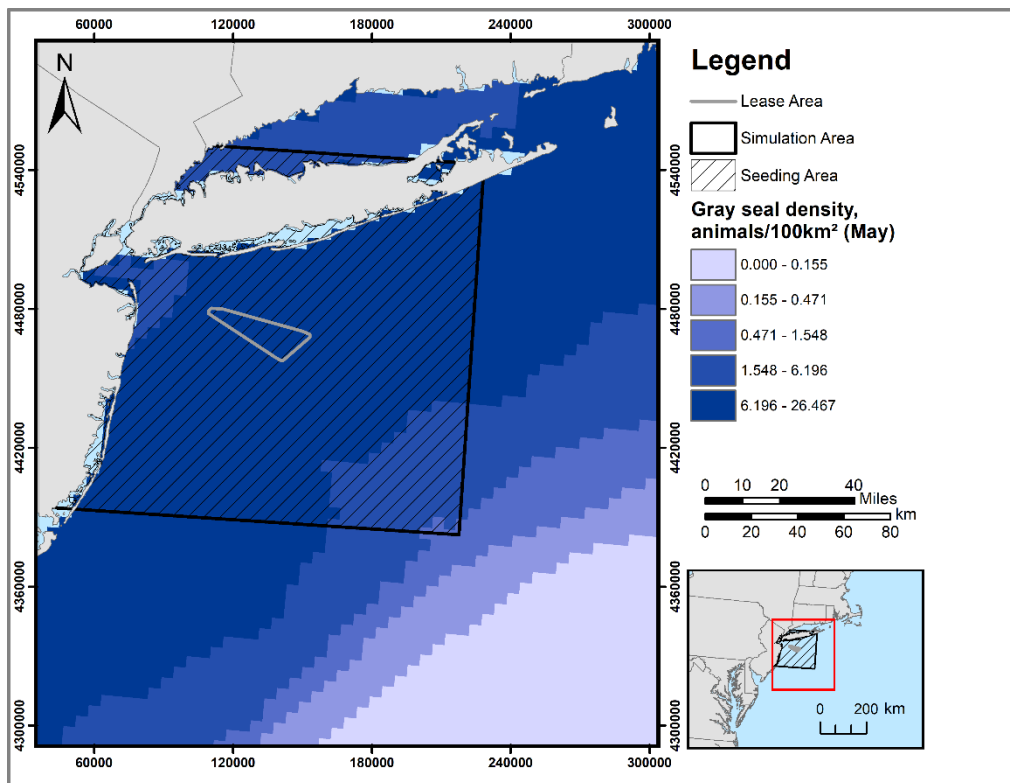 60000 120000 180000 240000 300000
N
4540000 4540000
4480000 4480000
4420000 4420000
4360000 4360000
4300000 4300000
60000 120000 180000 240000 300000
Legend
Lease Area
Simulation Area
Seeding Area
Gray seal density,
animals/100km² (May)
0.000 - 0.155
0.155 - 0.471
0.471 - 1.548
1.548 - 6.196
6.196 - 26.467
0 10 20 40
Miles
km
0 20 40 60 80
0 200 km